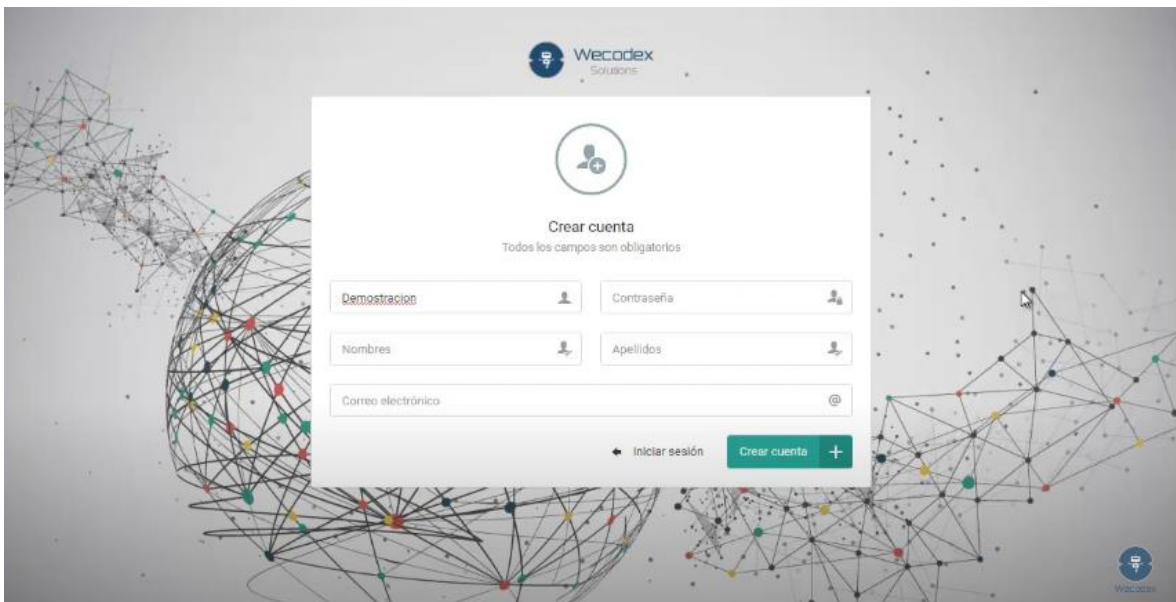 Wecodex
Solutions
Crear cuenta
Todos los campos son obligatorios
Demostracion
Contraseña
Nombres
Apellidos
Correo electrónico
@
Iniciar sesión
Crear cuenta +
Wecodex